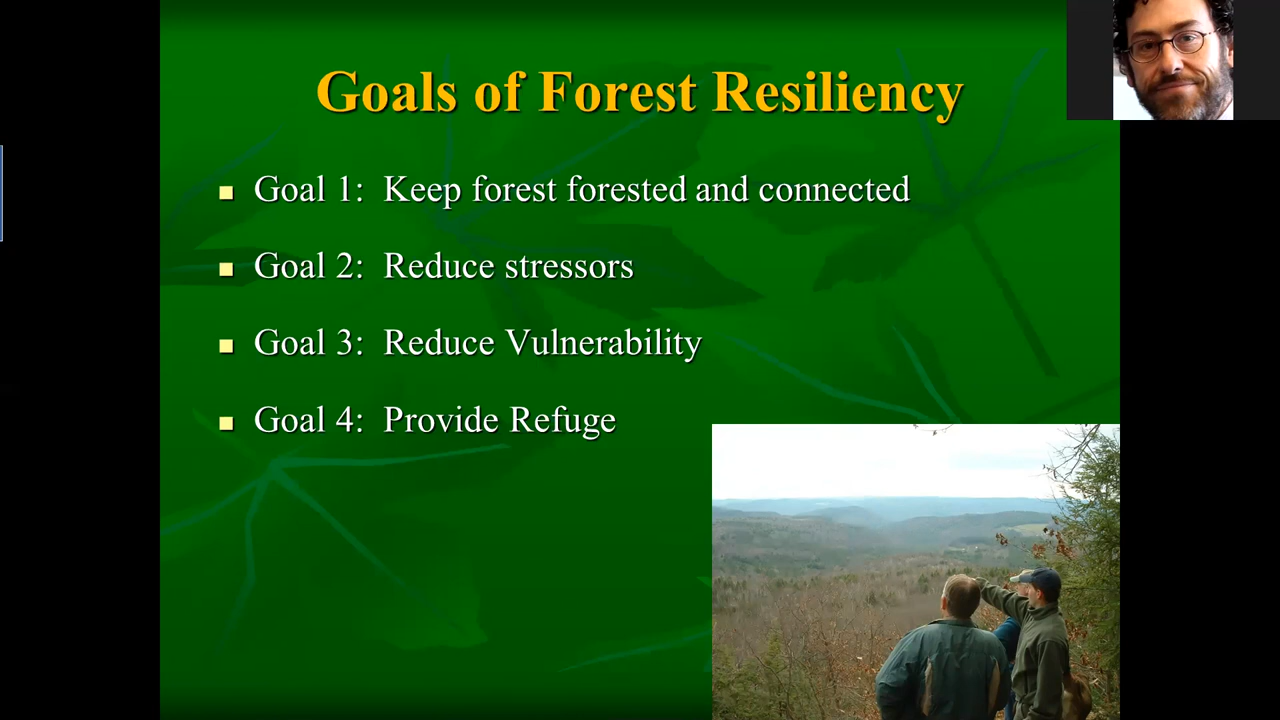 Goals of Forest Resiliency
Goal 1: Keep forest forested and connected
Goal 2: Reduce stressors
Goal 3: Reduce Vulnerability
Goal 4: Provide Refuge